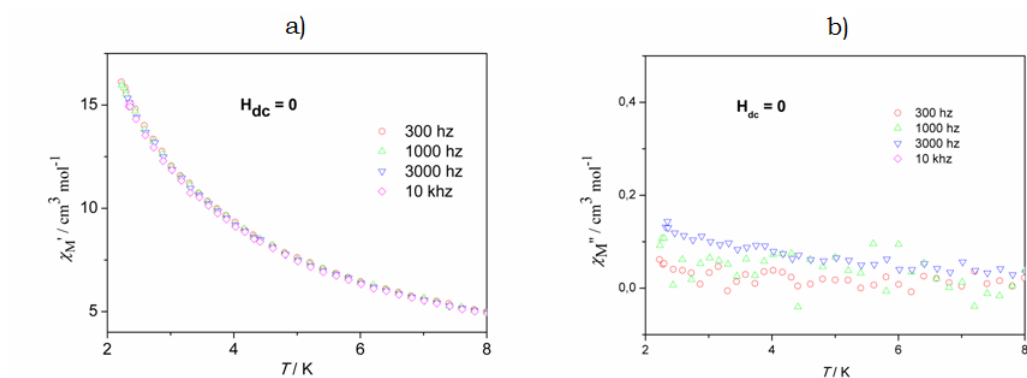 a)
χM' / cm³ mol⁻¹
15
10
5
Hdc = 0
300 hz
1000 hz
3000 hz
10 khz
2
4
6
8
T / K
b)
χM" / cm³ mol⁻¹
0,4
0,2
0,0
Hdc = 0
300 hz
1000 hz
3000 hz
10 kHz
2
4
6
8
T / K